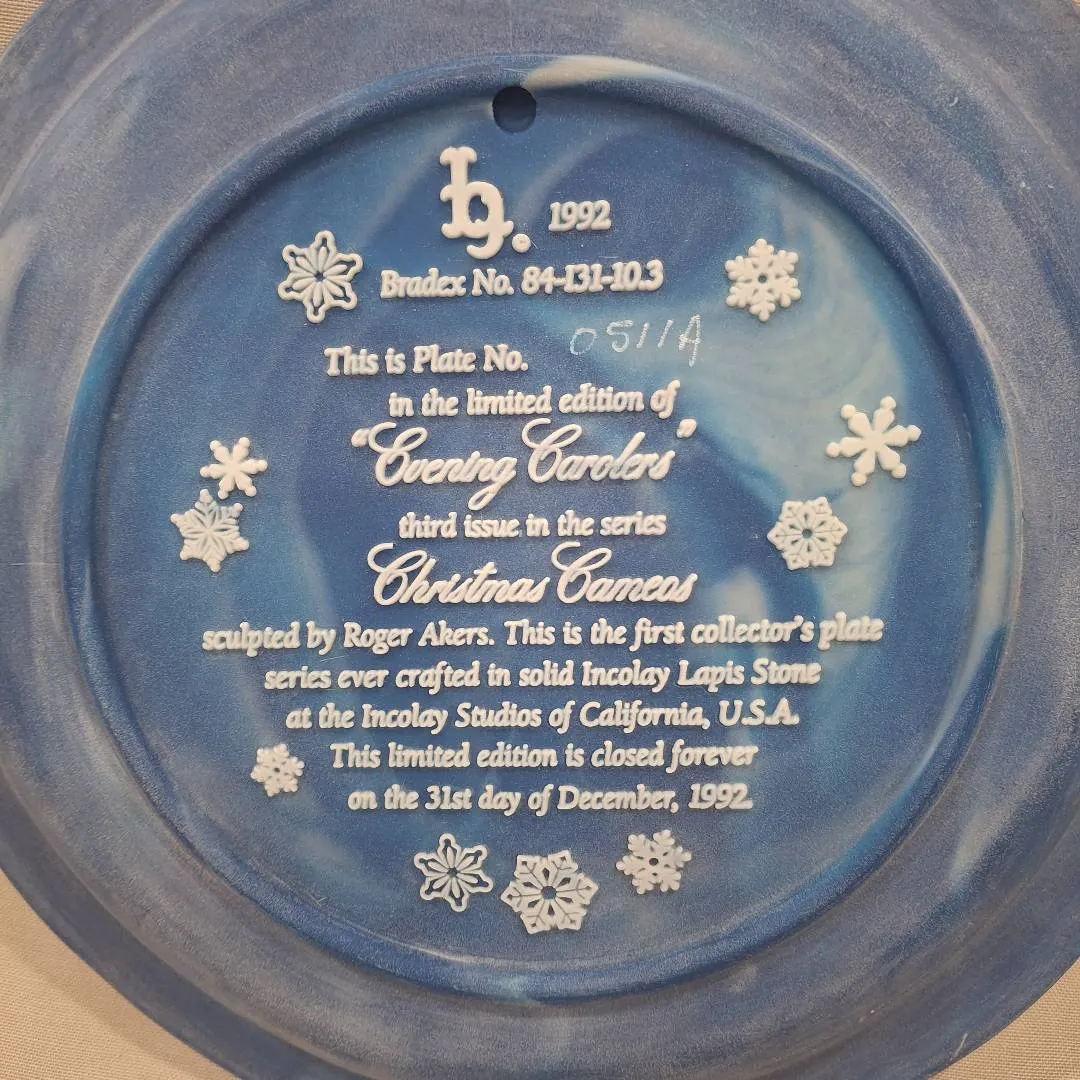 bg. 1992
Bradex No. 84-131-10.3
0511A
This is Plate No.
in the limited edition of
“Evening Carolers”
third issue in the series
Christmas Cameos
sculpted by Roger Akers. This is the first collector's plate
series ever crafted in solid Incolay Lapis Stone
at the Incolay Studios of California, U.S.A.
This limited edition is closed forever
on the 31st day of December, 1992.